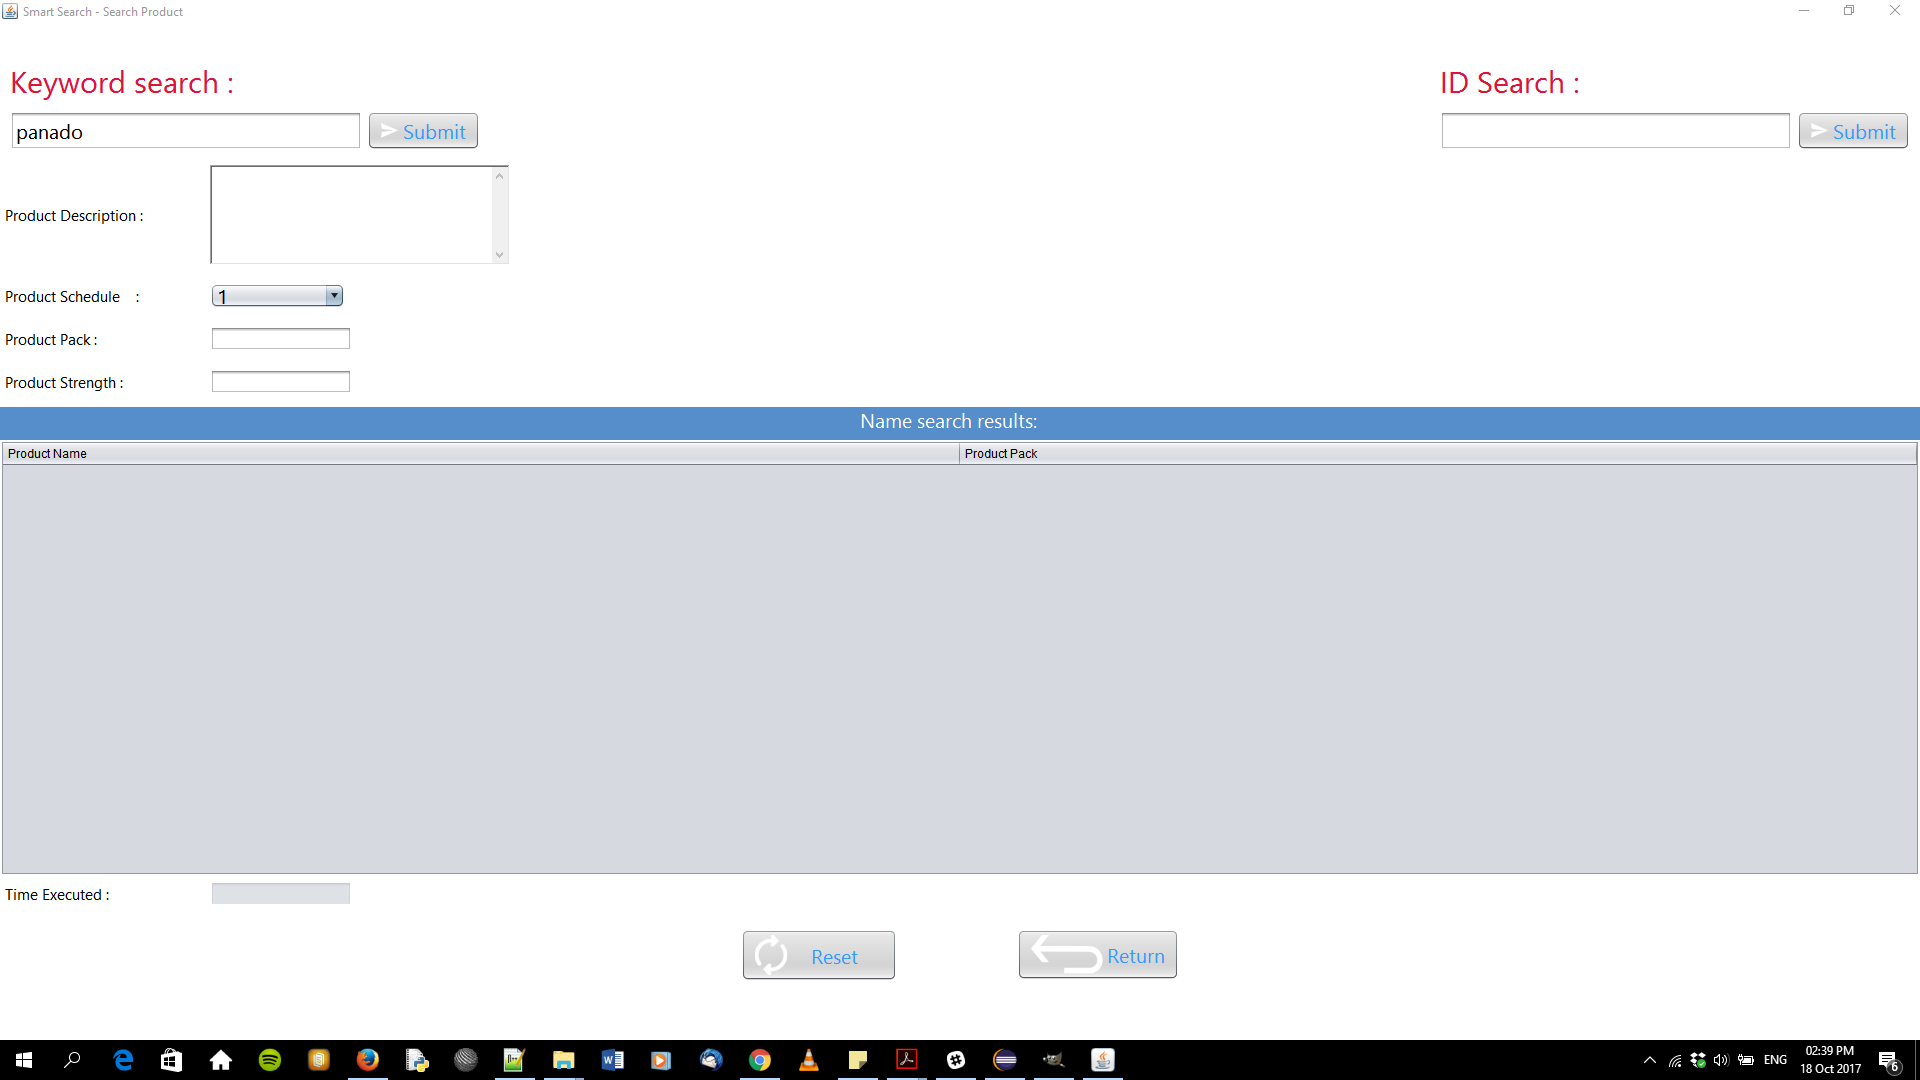 Smart Search - Search Product
Keyword search :
ID Search :
panado
Submit
Submit
Product Description :
Product Schedule :
1
Product Pack :
Product Strength :
Name search results:
Product Name
Product Pack
Time Executed :
Reset
Return
ENG
02:39 PM
18 Oct 2017
6